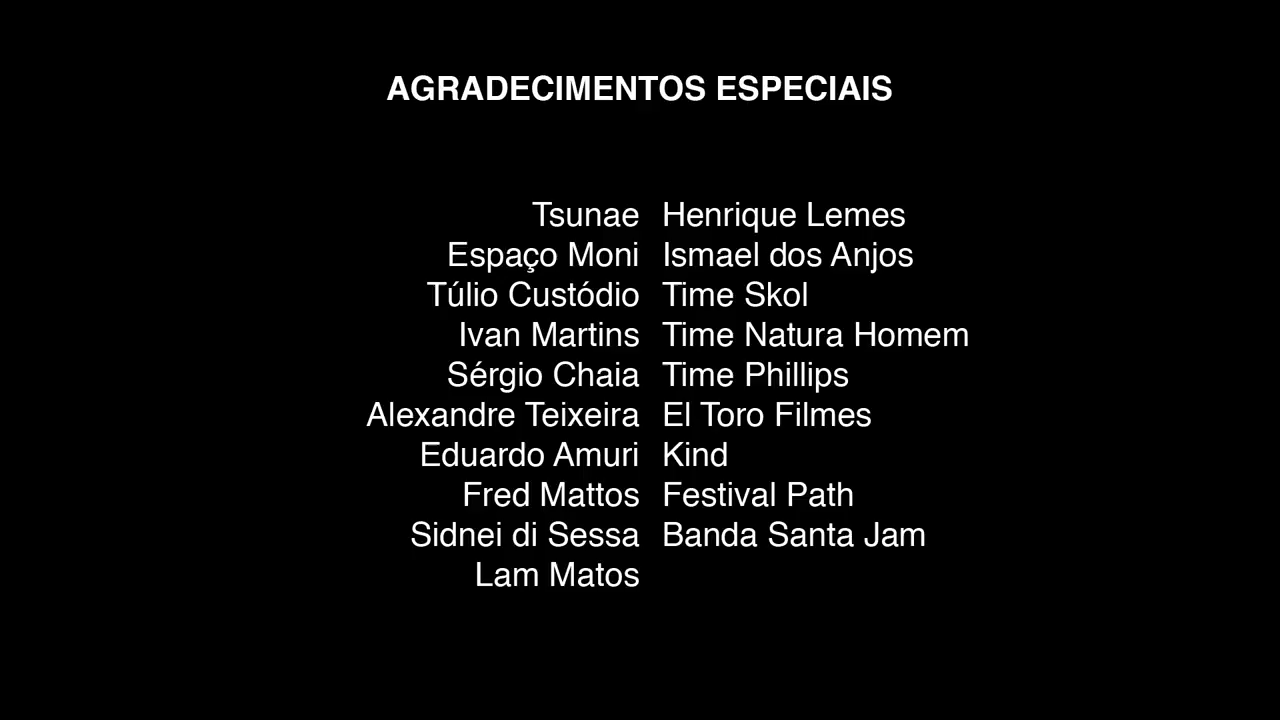 AGRADECIMENTOS ESPECIAIS
Tsunae
Espaço Moni
Túlio Custódio
Ivan Martins
Sérgio Chaia
Alexandre Teixeira
Eduardo Amuri
Fred Mattos
Sidnei di Sessa
Lam Matos
Henrique Lemes
Ismael dos Anjos
Time Skol
Time Natura Homem
Time Phillips
El Toro Filmes
Kind
Festival Path
Banda Santa Jam